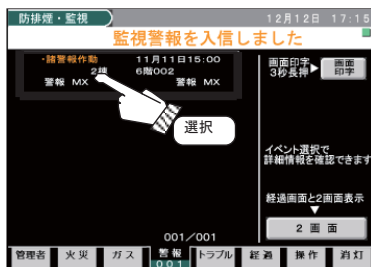 防排煙・監視 12月12日 17:15
監視警報を入信しました
・諸警報作動 11月11日15:00
2棟 6階002
警報 MX 警報 MX
画面印字
3秒長押▶
画面
印字
選択
イベント選択で
詳細情報を確認できます
経過画面と2画面表示
▼
2 画 面
001/001
管理者 火 災 ガ ス 警 報 トラブル 経 過 操 作 消 灯
001